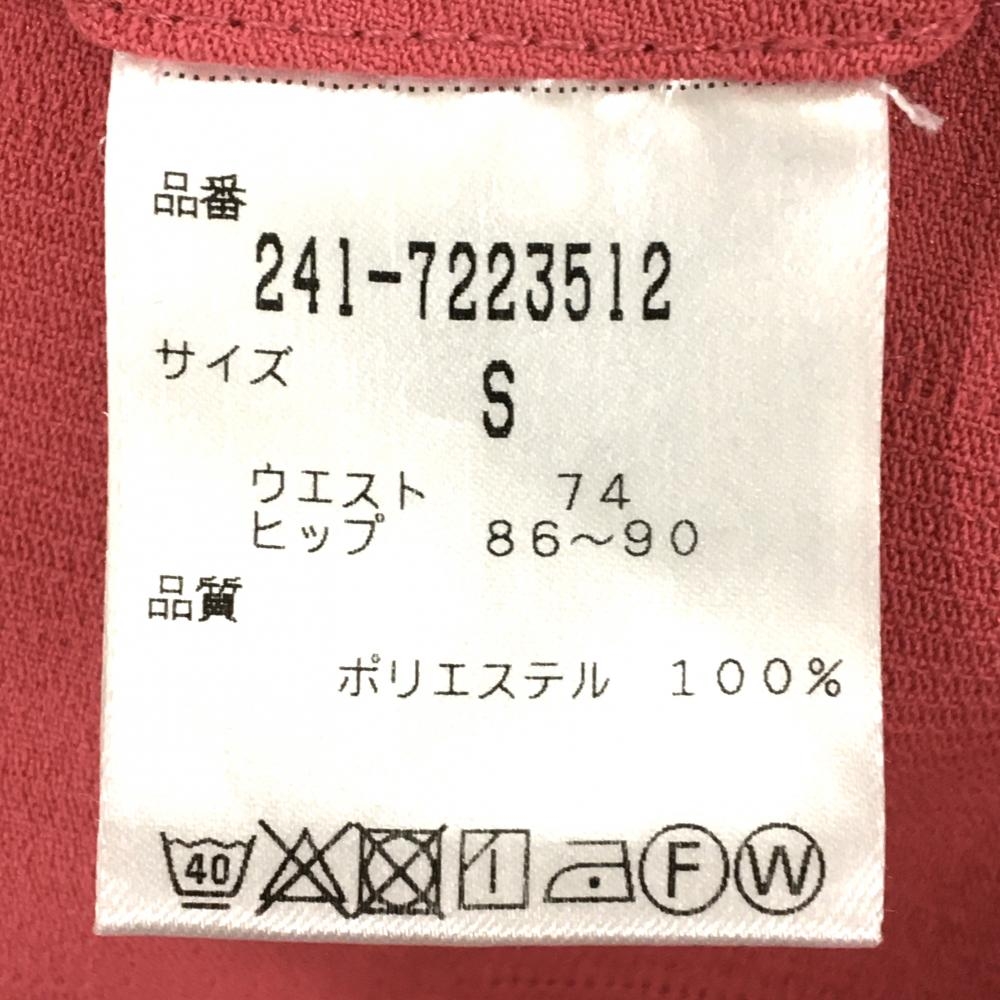 品番
241-7223512
サイズ
S
ウエスト 74
ヒップ 86～90
品質
ポリエステル 100%
40 F W